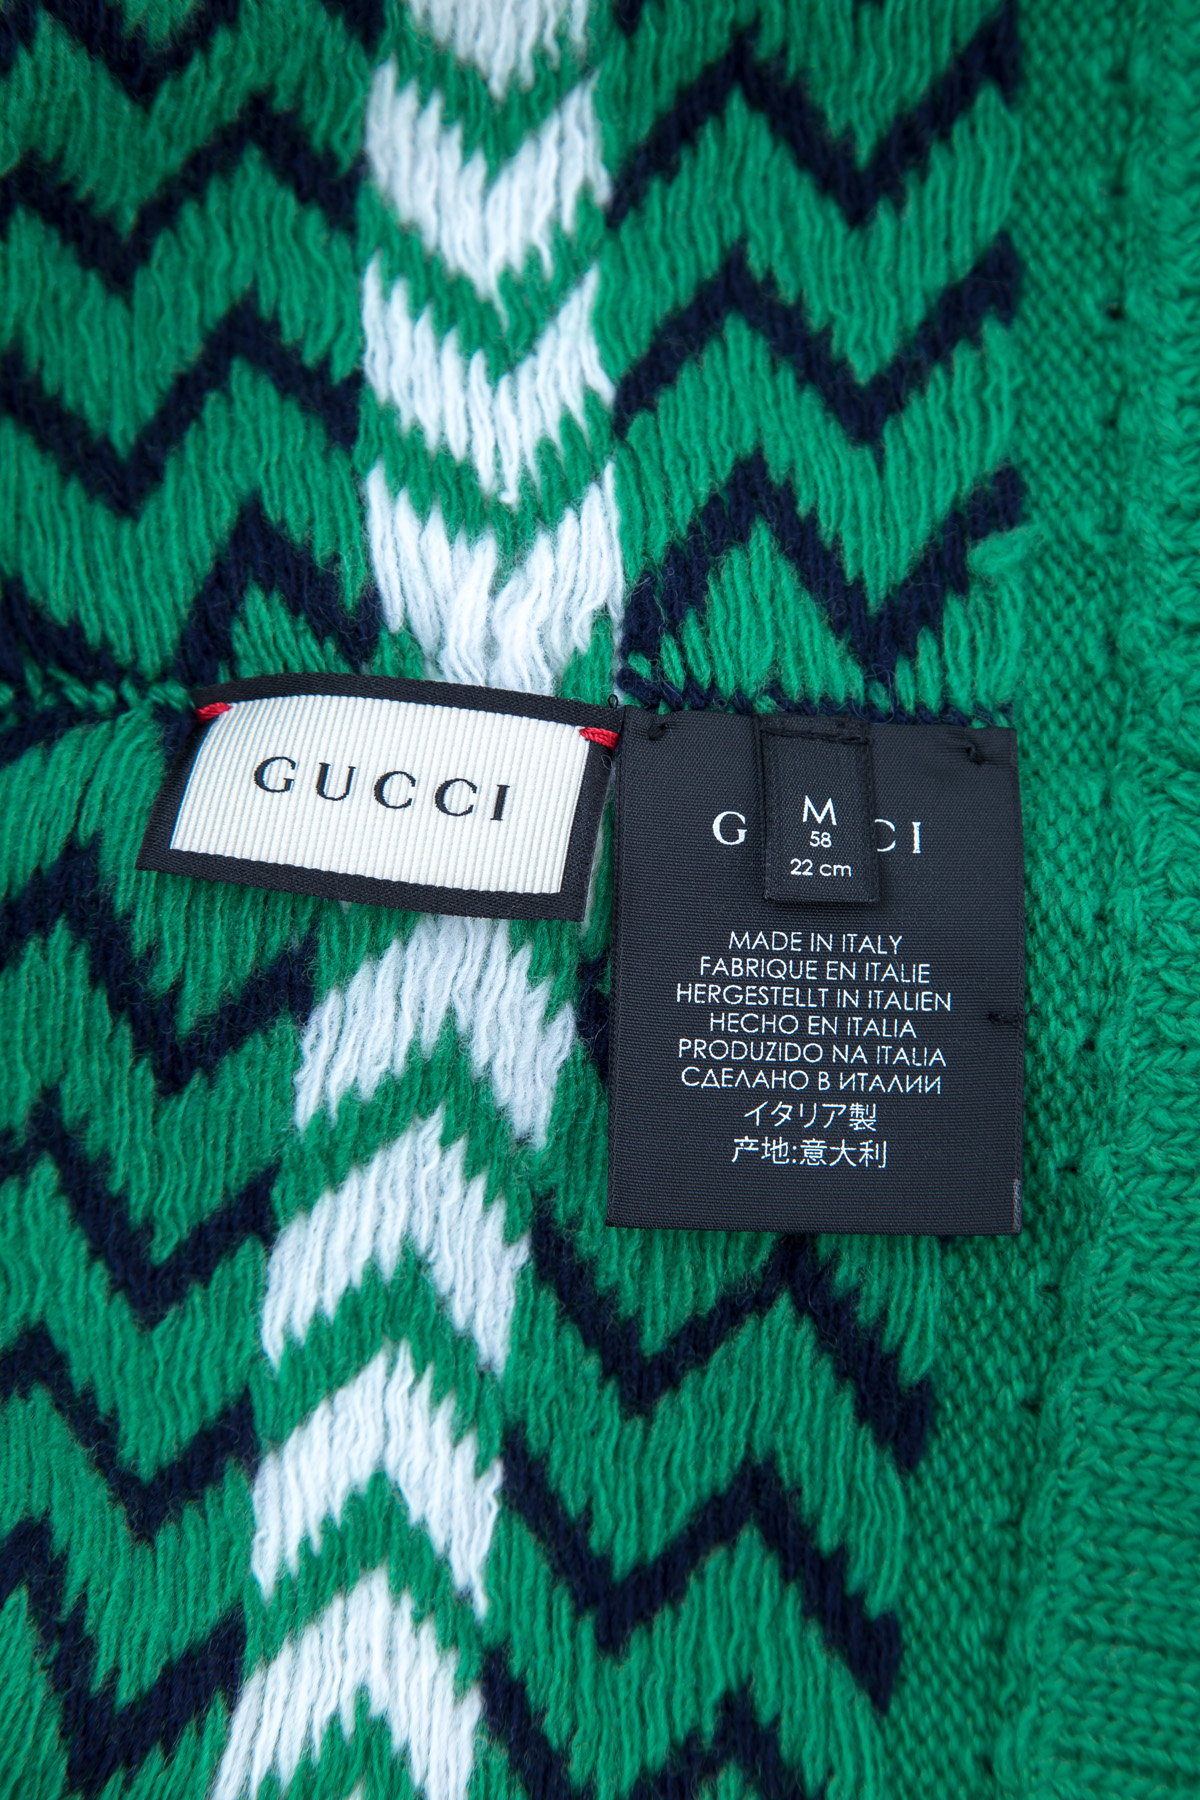 GUCCI
G CI
M
58
22 cm
MADE IN ITALY
FABRIQUE EN ITALIE
HERGESTELLT IN ITALIEN
HECHO EN ITALIA
PRODUZIDO NA ITALIA
СДЕЛАНО В ИТАЛИИ
イタリア製
产地:意大利